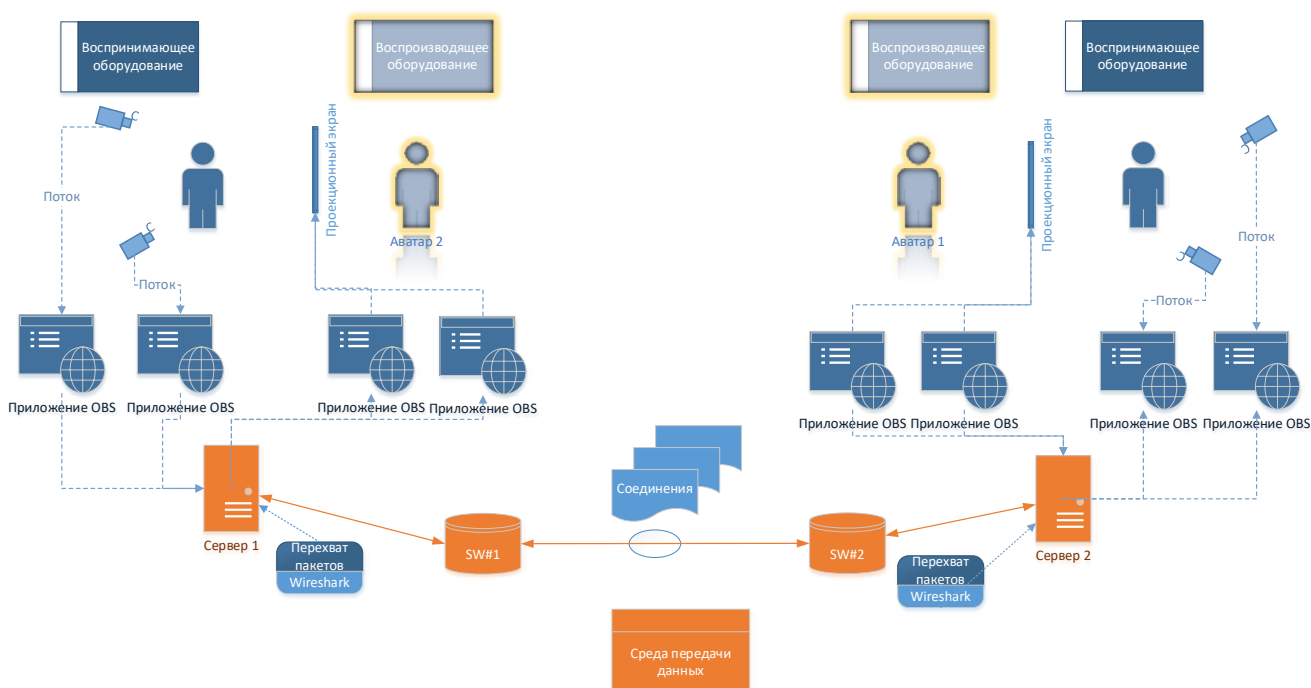 Воспринимающее
оборудование
Воспроизводящее
оборудование
Воспроизводящее
оборудование
Воспринимающее
оборудование
Проекционный экран
Проекционный экран
Поток
Аватар 2
Аватар 1
Поток
Поток
Поток
Приложение OBS
Приложение OBS
Приложение OBS
Приложение OBS
Приложение OBS
Приложение OBS
Приложение OBS
Приложение OBS
Соединения
Сервер 1
Перехват
пакетов
Wireshark
SW#1
SW#2
Перехват
пакетов
Wireshark
Сервер 2
Среда передачи
данных